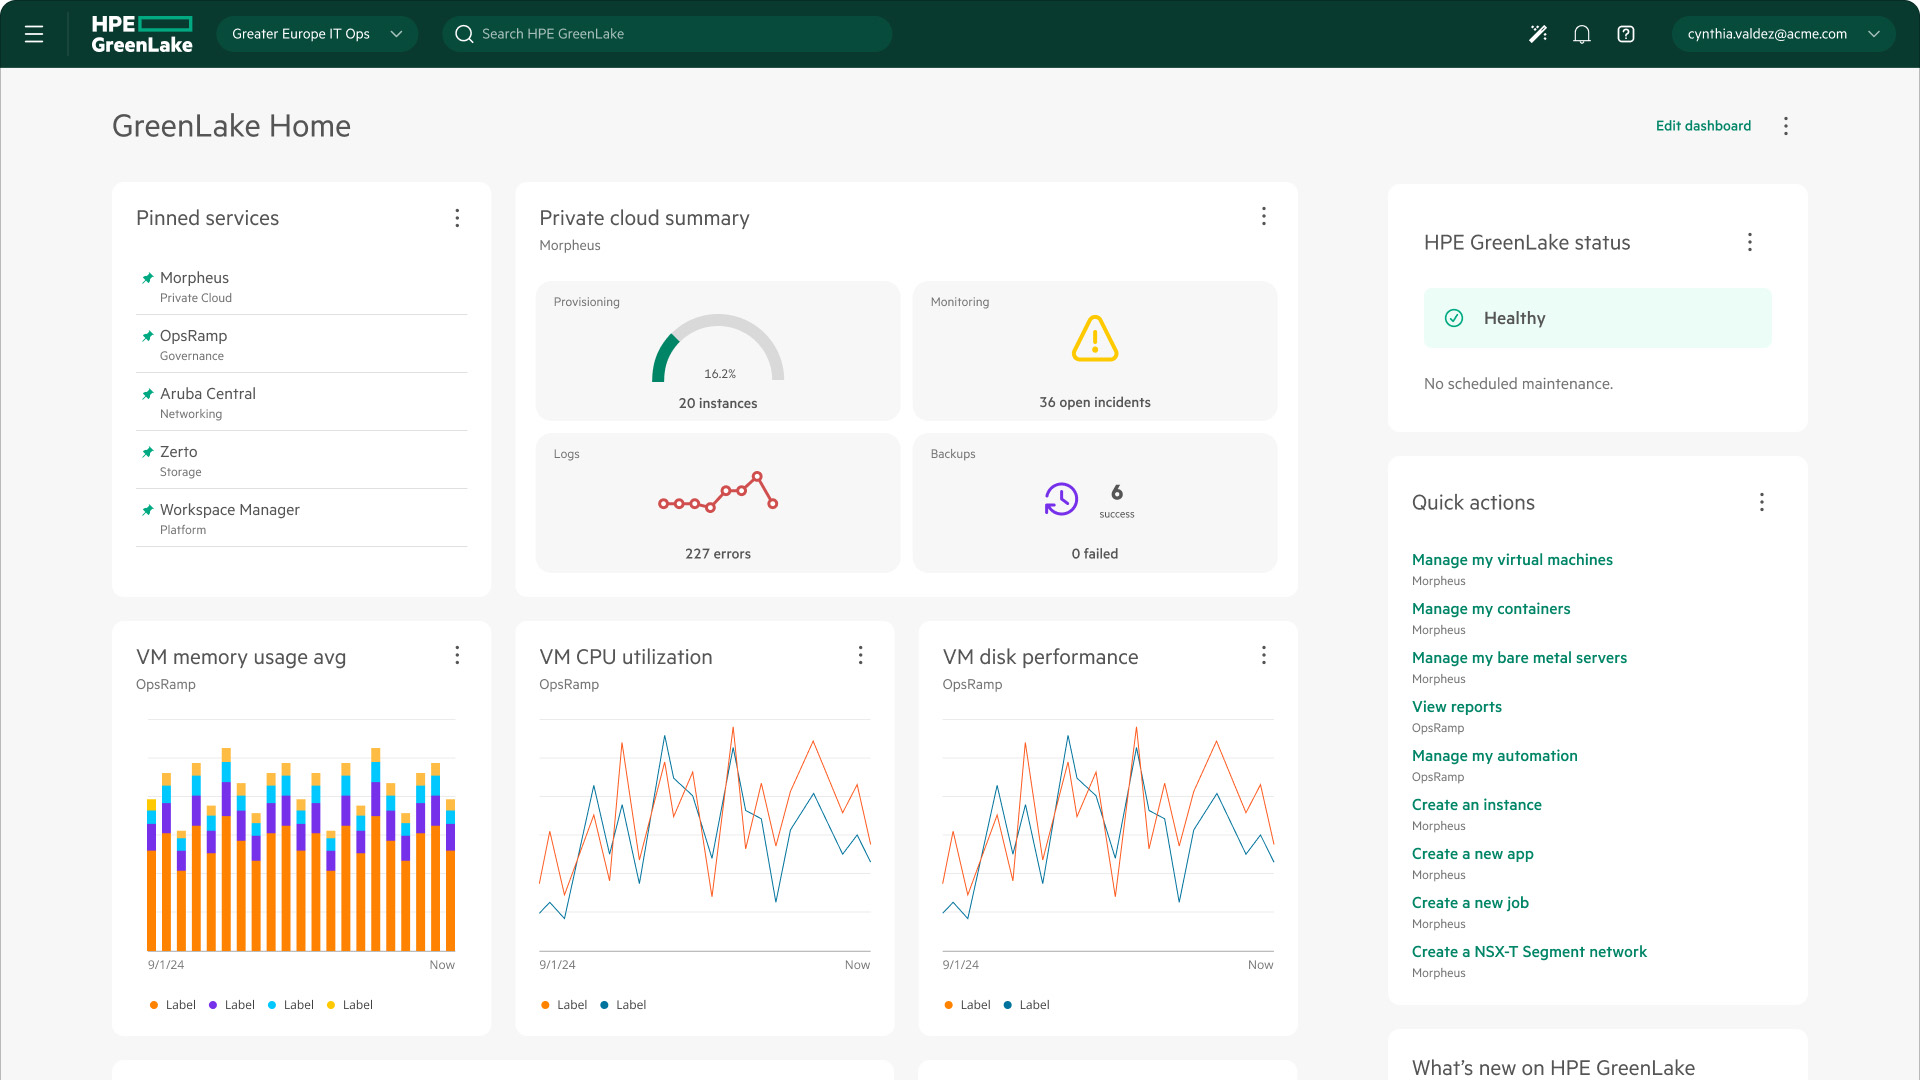 HPE
GreenLake
Greater Europe IT Ops
Search HPE GreenLake
cynthia.valdez@acme.com
GreenLake Home
Edit dashboard
Pinned services
Morpheus
Private Cloud
OpsRamp
Governance
Aruba Central
Networking
Zerto
Storage
Workspace Manager
Platform
Private cloud summary
Morpheus
Provisioning
16.2%
20 instances
Monitoring
36 open incidents
Logs
227 errors
Backups
6
success
0 failed
HPE GreenLake status
Healthy
No scheduled maintenance.
Quick actions
Manage my virtual machines
Morpheus
Manage my containers
Morpheus
Manage my bare metal servers
Morpheus
View reports
OpsRamp
Manage my automation
OpsRamp
Create an instance
Morpheus
Create a new app
Morpheus
Create a new job
Morpheus
Create a NSX-T Segment network
Morpheus
VM memory usage avg
OpsRamp
9/1/24 Now
Label Label Label Label
VM CPU utilization
OpsRamp
9/1/24 Now
Label Label
VM disk performance
OpsRamp
9/1/24 Now
Label Label
What's new on HPE GreenLake